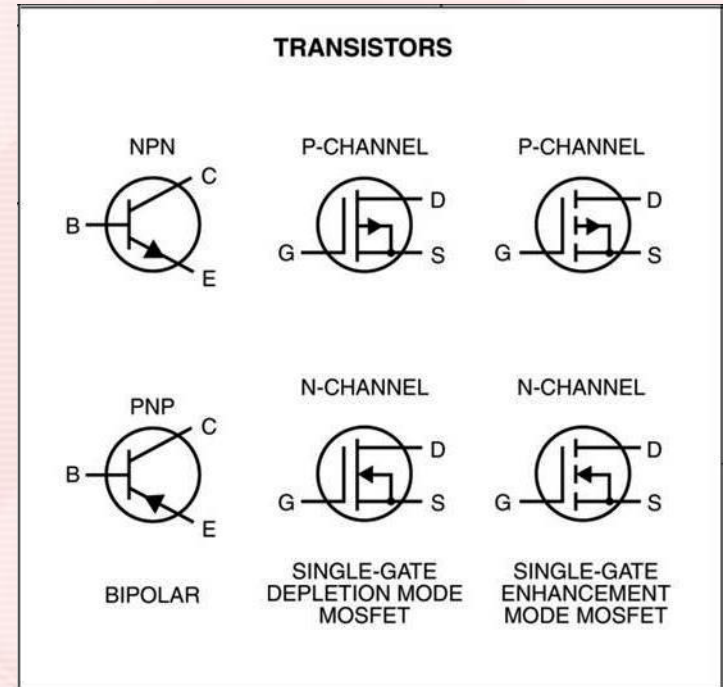 TRANSISTORS
NPN
C
B
E
P-CHANNEL
D
G
S
P-CHANNEL
D
G
S
PNP
C
B
E
N-CHANNEL
D
G
S
N-CHANNEL
D
G
S
BIPOLAR
SINGLE-GATE
DEPLETION MODE
MOSFET
SINGLE-GATE
ENHANCEMENT
MODE MOSFET